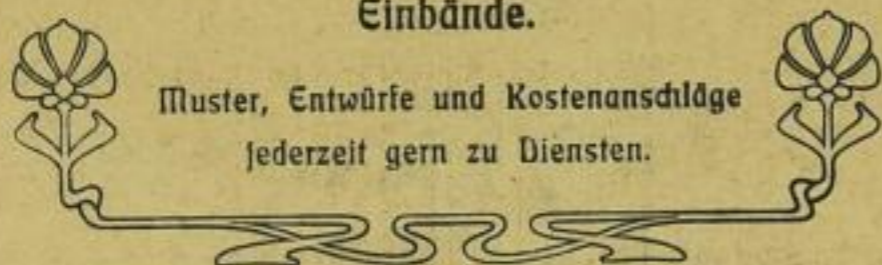 Einbände.
Muster, Entwürfe und Kostenanschläge
jederzeit gern zu Diensten.